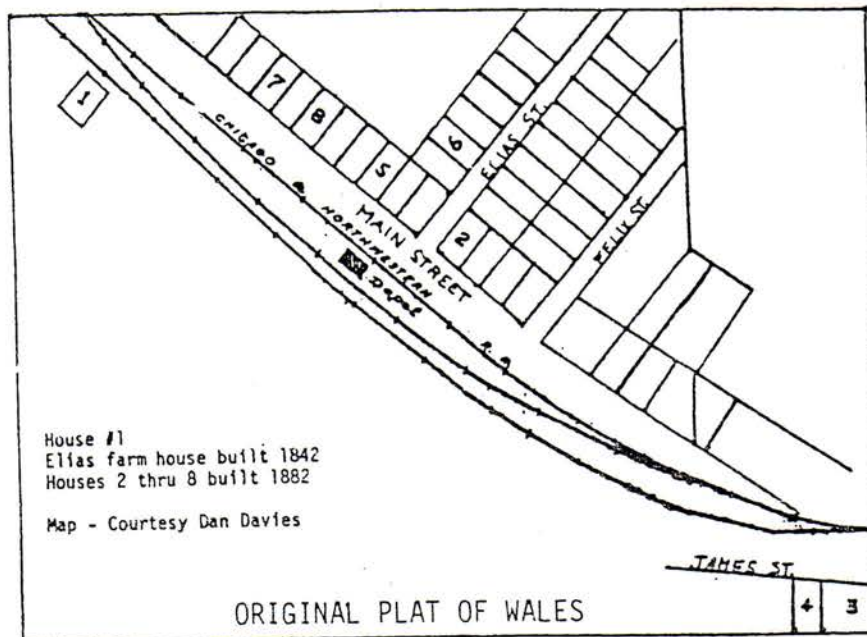 1
7
8
5
6
2
ELIAS ST.
FELIX ST.
MAIN STREET
CHICAGO & NORTHWESTERN R.R.
Depot
House #1
Elias farm house built 1842
Houses 2 thru 8 built 1882
Map - Courtesy Dan Davies
JAMES ST.
4
3
ORIGINAL PLAT OF WALES